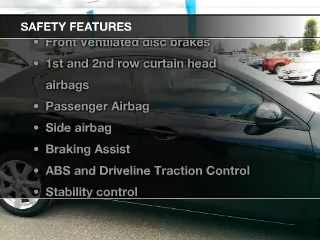 SAFETY FEATURES
• Front ventilated disc brakes
• 1st and 2nd row curtain head
airbags
• Passenger Airbag
• Side airbag
• Braking Assist
• ABS and Driveline Traction Control
• Stability control